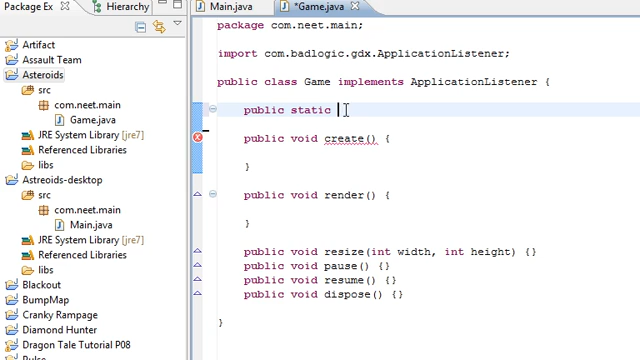 Package Ex
Hierarchy
Main.java
*Game.java
Artifact
Assault Team
Asteroids
src
com.neet.main
Game.java
JRE System Library [jre7]
Referenced Libraries
libs
Astreoids-desktop
src
com.neet.main
Main.java
JRE System Library [jre7]
Referenced Libraries
libs
Blackout
BumpMap
Cranky Rampage
Diamond Hunter
Dragon Tale Tutorial P08
Pulse
package com.neet.main;
import com.badlogic.gdx.ApplicationListener;
public class Game implements ApplicationListener {
public static
public void create() {
}
public void render() {
}
public void resize(int width, int height) {}
public void pause() {}
public void resume() {}
public void dispose() {}
}